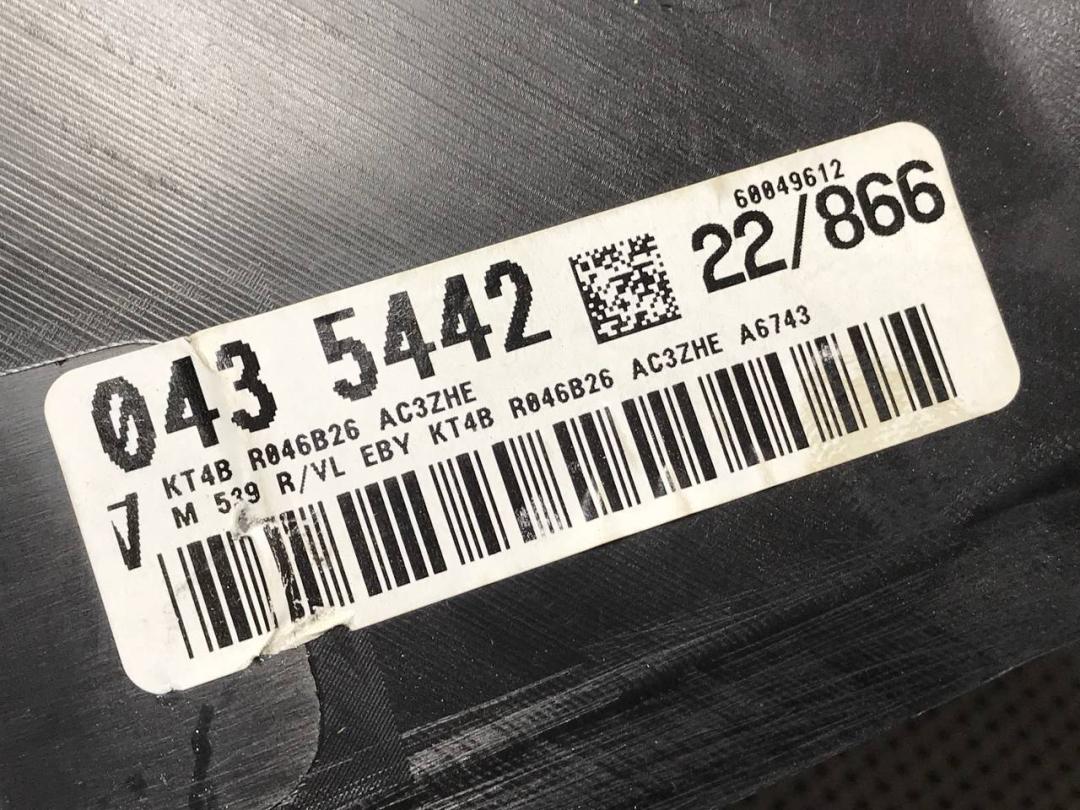 60049612
043 5442 22/866
KT4B R046B26 AC3ZHE
V M 539 R/VL EBY KT4B R046B26 AC3ZHE A6743